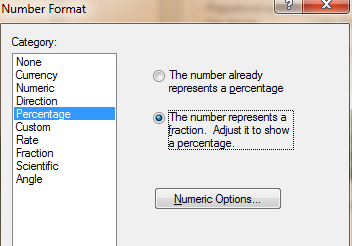 Number Format
?
Category:
None
Currency
Numeric
Direction
Percentage
Custom
Rate
Fraction
Scientific
Angle
The number already
represents a percentage
The number represents a
fraction.  Adjust it to show
a percentage.
Numeric Options...